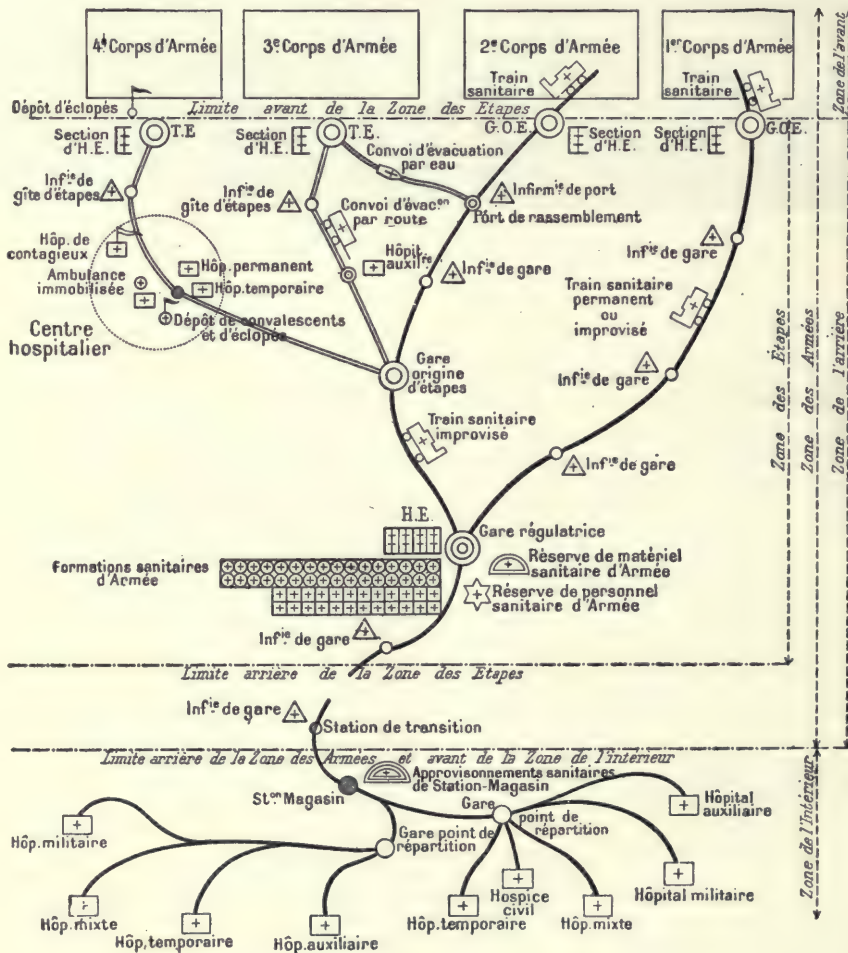 4e Corps d'Armée
3e Corps d'Armée
2e Corps d'Armée
1er Corps d'Armée
Zone de l'avant
Train
sanitaire
Train
sanitaire
Dépôt d'éclopés
Limite avant de la Zone des Etapes
Section
d'H.E.
T.E.
Section
d'H.E.
T.E.
G.O.E.
Section
d'H.E.
Section
d'H.E.
G.O.E.
Convoi d'évacuation
par eau
Infie de
gîte d'étapes
Infie de
gîte d'étapes
Convoi d'évacon
par route
Infirmie de port
Port de rassemblement
Hôp. de
contagieux
Ambulance
immobilisée
Hôp. permanent
Hôp. temporaire
Hôpit.
auxilre
Infie de gare
Infie de gare
Train sanitaire
permanent
ou
improvisé
Centre
hospitalier
Dépôt de convalescents
et d'éclopés
Gare
origine
d'étapes
Infie de gare
Train sanitaire
improvisé
Infie de gare
Zone des Étapes
Zone des Armées
Zone de l'arrière
H.E.
Gare régulatrice
Formations sanitaires
d'Armée
Réserve de matériel
sanitaire d'Armée
Réserve de personnel
sanitaire d'Armée
Infie de gare
Limite arrière de la Zone des Etapes
Infie de gare
Station de transition
Limite arrière de la Zone des Armées et avant de la Zone de l'intérieur
Approvisonnements sanitaires
de Station-Magasin
Ston Magasin
Gare
point de
répartition
Hôpital
auxiliaire
Hôp. militaire
Gare point de
répartition
Zone de l'Intérieur
Hôp. mixte
Hôp. temporaire
Hôp. auxiliaire
Hôp. temporaire
Hospice
civil
Hôp. mixte
Hôpital militaire